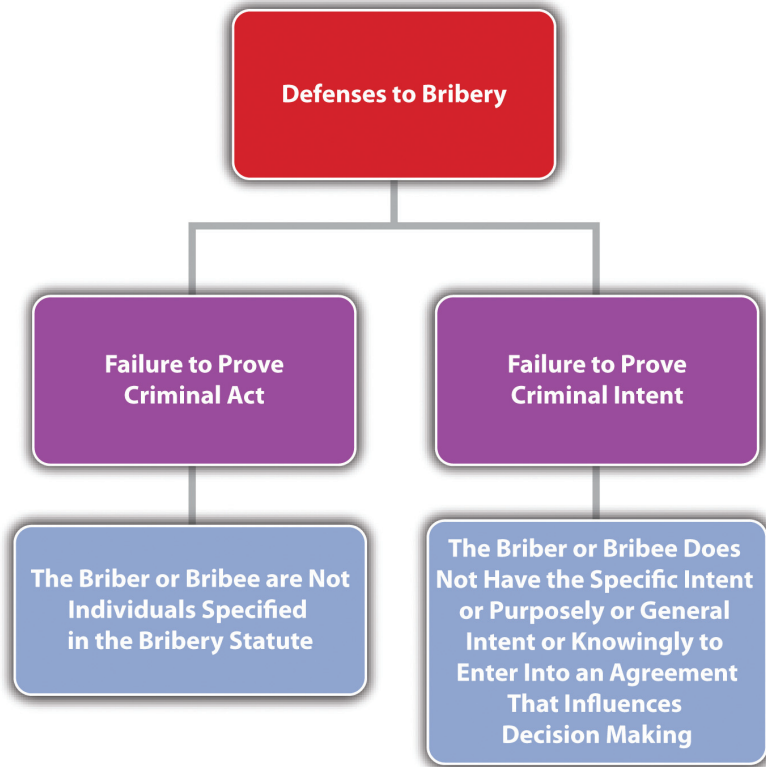 Defenses to Bribery
Failure to Prove
Criminal Act
Failure to Prove
Criminal Intent
The Briber or Bribee are Not
Individuals Specified
in the Bribery Statute
The Briber or Bribee Does
Not Have the Specific Intent
or Purposely or General
Intent or Knowingly to
Enter Into an Agreement
That Influences
Decision Making